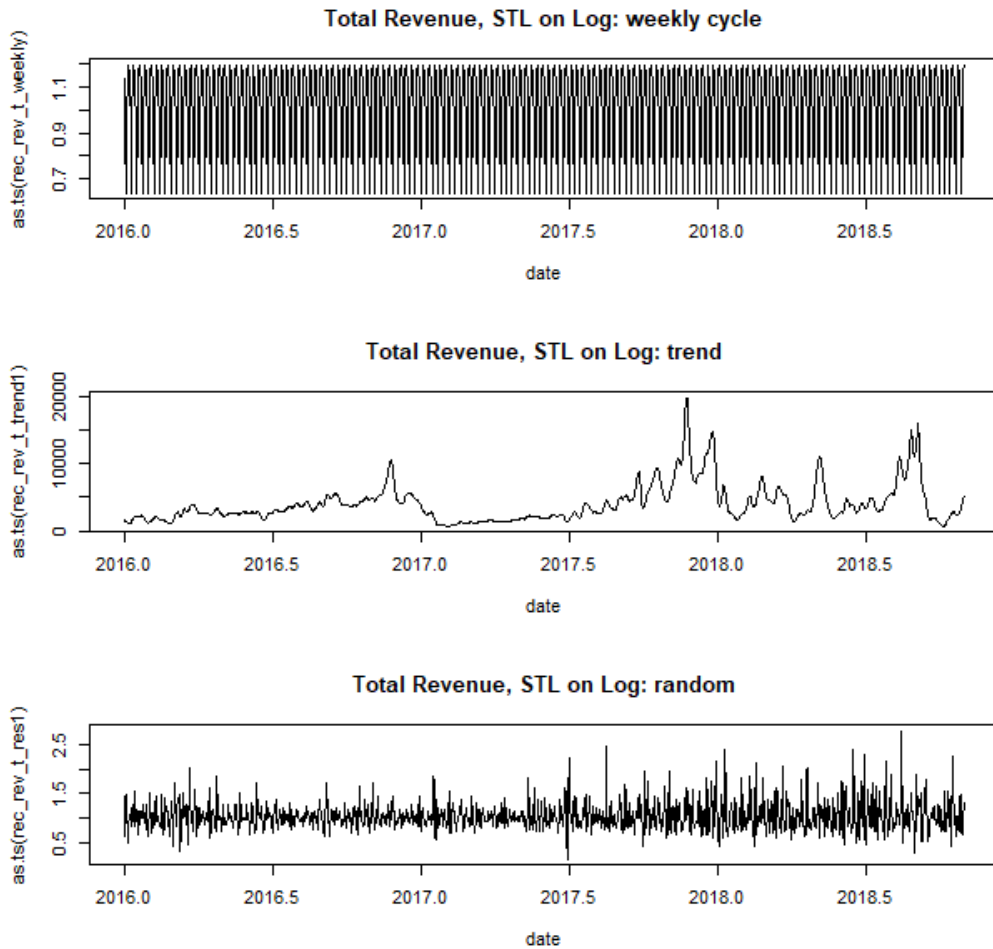 Total Revenue, STL on Log: weekly cycle
as.ts(rec_rev_t_weekly)
1.1
0.9
0.7
2016.0 2016.5 2017.0 2017.5 2018.0 2018.5
date
Total Revenue, STL on Log: trend
as.ts(rec_rev_t_trend1)
20000
10000
0
2016.0 2016.5 2017.0 2017.5 2018.0 2018.5
date
Total Revenue, STL on Log: random
as.ts(rec_rev_t_res1)
2.5
1.5
0.5
2016.0 2016.5 2017.0 2017.5 2018.0 2018.5
date